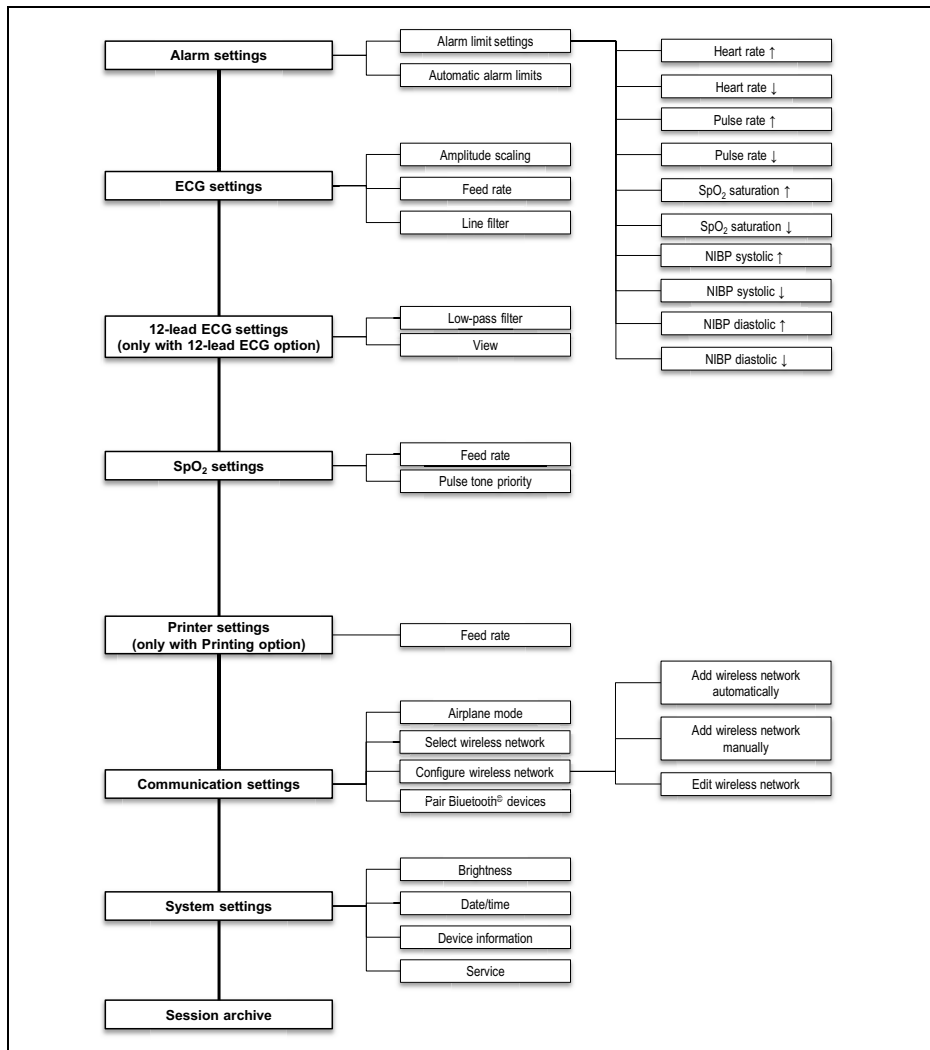 Alarm settings
Alarm limit settings
Automatic alarm limits
Heart rate ↑
Heart rate ↓
Pulse rate ↑
Pulse rate ↓
SpO₂ saturation ↑
SpO₂ saturation ↓
NIBP systolic ↑
NIBP systolic ↓
NIBP diastolic ↑
NIBP diastolic ↓
ECG settings
Amplitude scaling
Feed rate
Line filter
12-lead ECG settings
(only with 12-lead ECG option)
Low-pass filter
View
SpO₂ settings
Feed rate
Pulse tone priority
Printer settings
(only with Printing option)
Feed rate
Communication settings
Airplane mode
Select wireless network
Configure wireless network
Add wireless network
automatically
Add wireless network
manually
Edit wireless network
Pair Bluetooth© devices
System settings
Brightness
Date/time
Device information
Service
Session archive